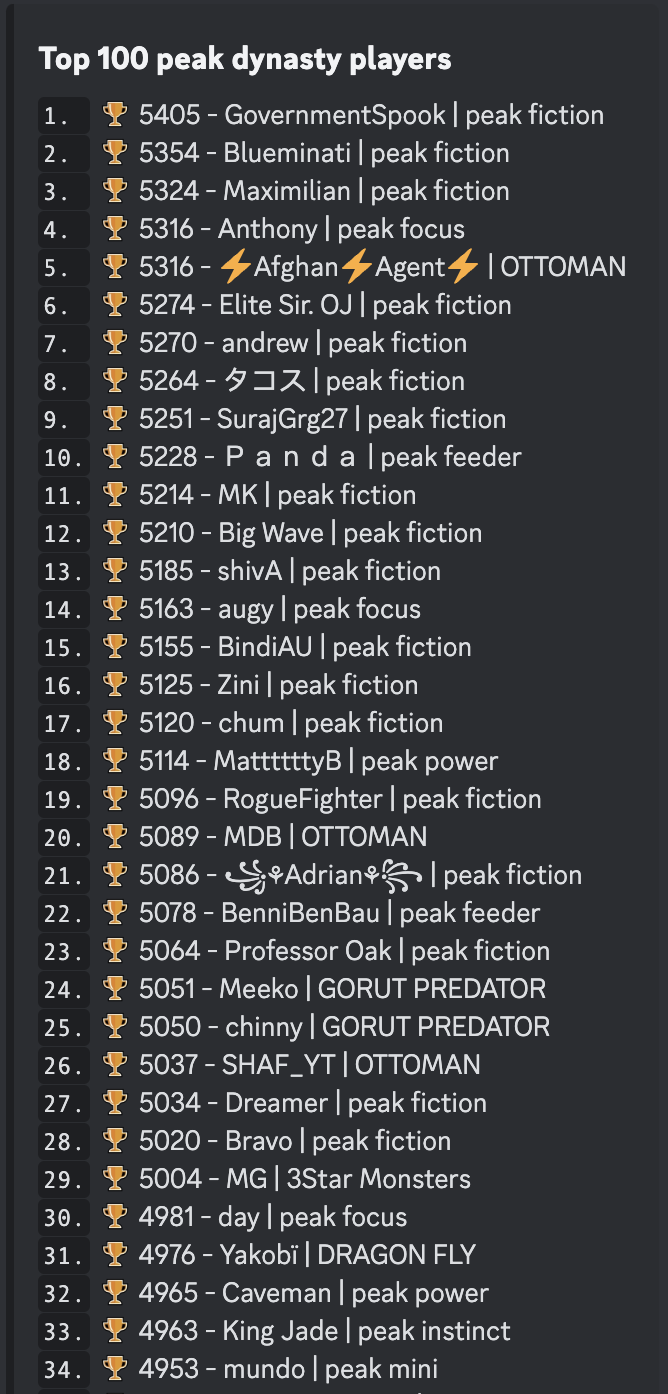 Top 100 peak dynasty players
1. 🏆 5405 - GovernmentSpook | peak fiction
2. 🏆 5354 - Blueminati | peak fiction
3. 🏆 5324 - Maximilian | peak fiction
4. 🏆 5316 - Anthony | peak focus
5. 🏆 5316 - ⚡Afghan⚡Agent⚡ | OTTOMAN
6. 🏆 5274 - Elite Sir. OJ | peak fiction
7. 🏆 5270 - andrew | peak fiction
8. 🏆 5264 - タコス | peak fiction
9. 🏆 5251 - SurajGrg27 | peak fiction
10. 🏆 5228 - Ｐａｎｄａ | peak feeder
11. 🏆 5214 - MK | peak fiction
12. 🏆 5210 - Big Wave | peak fiction
13. 🏆 5185 - shivA | peak fiction
14. 🏆 5163 - augy | peak focus
15. 🏆 5155 - BindiAU | peak fiction
16. 🏆 5125 - Zini | peak fiction
17. 🏆 5120 - chum | peak fiction
18. 🏆 5114 - MattttttyB | peak power
19. 🏆 5096 - RogueFighter | peak fiction
20. 🏆 5089 - MDB | OTTOMAN
21. 🏆 5086 - ꧁⚘Adrian⚘꧂ | peak fiction
22. 🏆 5078 - BenniBenBau | peak feeder
23. 🏆 5064 - Professor Oak | peak fiction
24. 🏆 5051 - Meeko | GORUT PREDATOR
25. 🏆 5050 - chinny | GORUT PREDATOR
26. 🏆 5037 - SHAF_YT | OTTOMAN
27. 🏆 5034 - Dreamer | peak fiction
28. 🏆 5020 - Bravo | peak fiction
29. 🏆 5004 - MG | 3Star Monsters
30. 🏆 4981 - day | peak focus
31. 🏆 4976 - Yakobï | DRAGON FLY
32. 🏆 4965 - Caveman | peak power
33. 🏆 4963 - King Jade | peak instinct
34. 🏆 4953 - mundo | peak mini